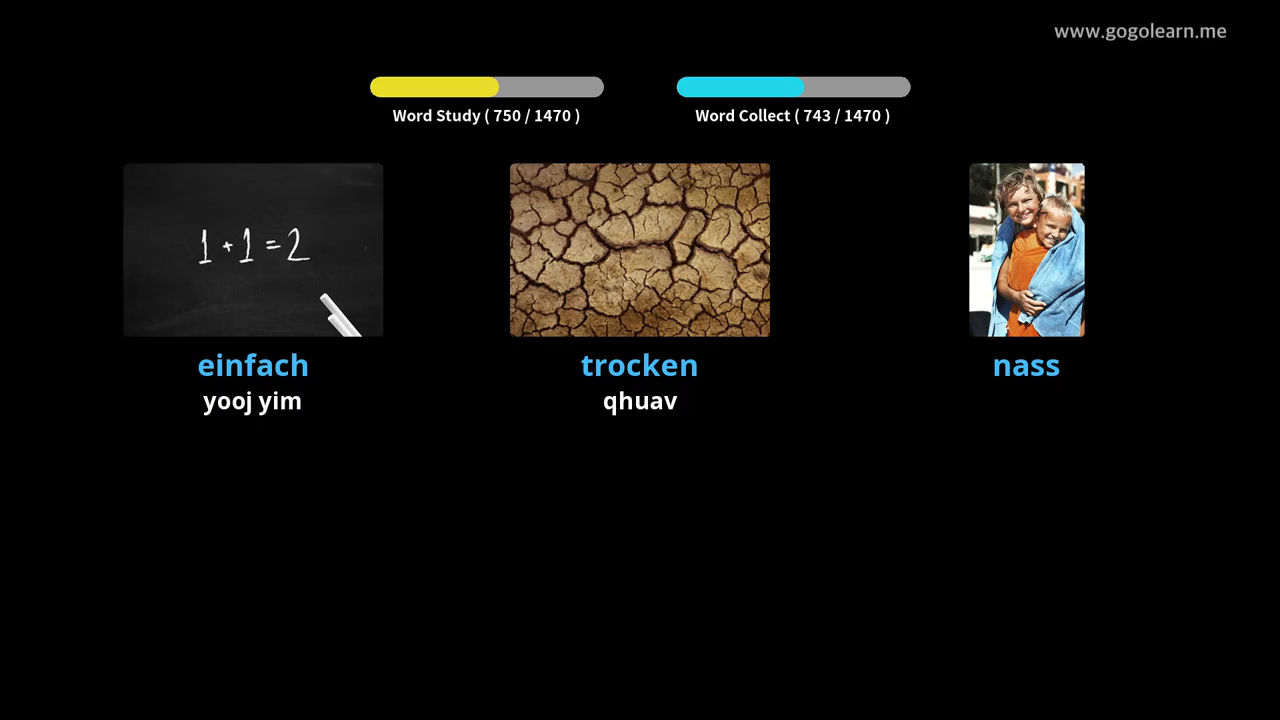 www.gogolearn.me
Word Study ( 750 / 1470 )
Word Collect ( 743 / 1470 )
1 + 1 = 2
einfach
yooj yim
trocken
qhuav
nass